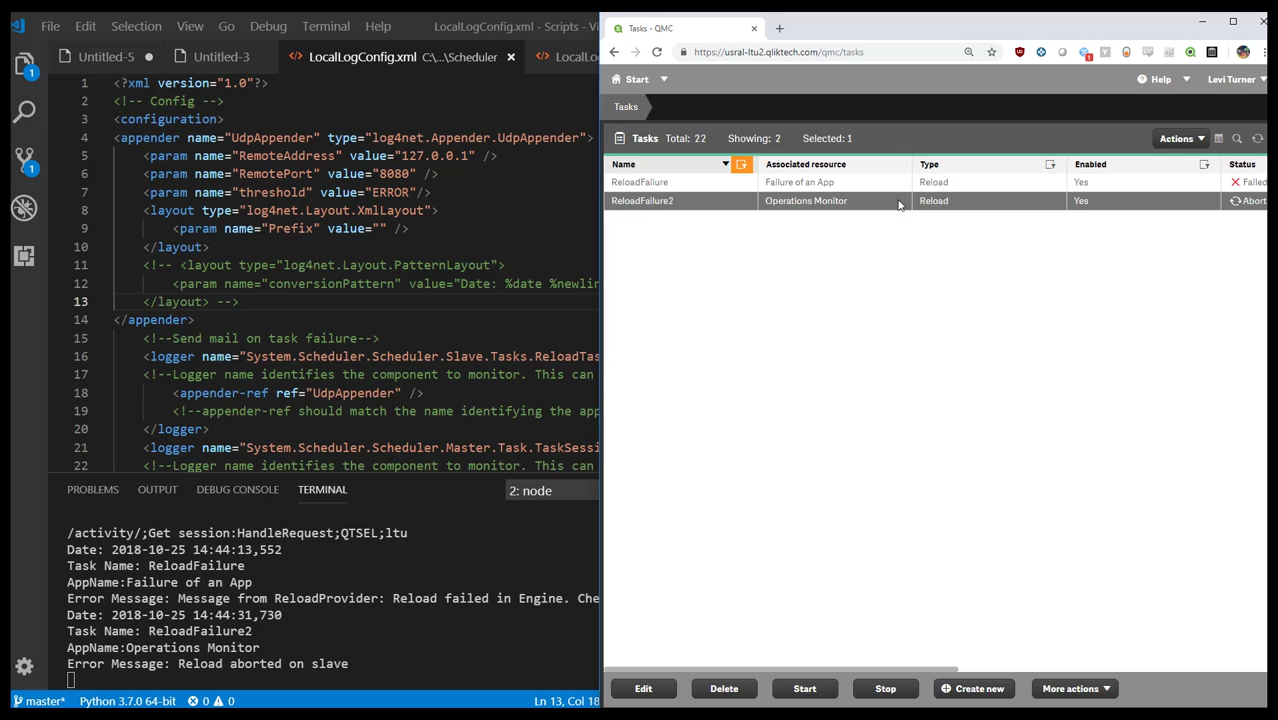 File Edit Selection View Go Debug Terminal Help LocalLogConfig.xml - Scripts - Vi
Untitled-5 Untitled-3 LocalLogConfig.xml C:\...\Scheduler LocalLo
1 <?xml version="1.0"?>
2 <!-- Config -->
3 <configuration>
4 <appender name="UdpAppender" type="log4net.Appender.UdpAppender">
5 <param name="RemoteAddress" value="127.0.0.1" />
6 <param name="RemotePort" value="8080" />
7 <param name="threshold" value="ERROR"/>
8 <layout type="log4net.Layout.XmlLayout">
9 <param name="Prefix" value="" />
10 </layout>
11 <!-- <layout type="log4net.Layout.PatternLayout">
12 <param name="conversionPattern" value="Date: %date %newlin
13 </layout> -->
14 </appender>
15 <!--Send mail on task failure-->
16 <logger name="System.Scheduler.Scheduler.Slave.Tasks.ReloadTas
17 <!--Logger name identifies the component to monitor. This can
18 <appender-ref ref="UdpAppender" />
19 <!--appender-ref should match the name identifying the app
20 </logger>
21 <logger name="System.Scheduler.Scheduler.Master.Task.TaskSessi
22 <!--Logger name identifies the component to monitor. This can
PROBLEMS OUTPUT DEBUG CONSOLE TERMINAL 2: node
/activity/;Get session:HandleRequest;QTSEL;ltu
Date: 2018-10-25 14:44:13,552
Task Name: ReloadFailure
AppName:Failure of an App
Error Message: Message from ReloadProvider: Reload failed in Engine. Che
Date: 2018-10-25 14:44:31,730
Task Name: ReloadFailure2
AppName:Operations Monitor
Error Message: Reload aborted on slave
master* Python 3.7.0 64-bit 0 0 Ln 13, Col 18
1
1
Tasks - QMC
https://usral-ltu2.qliktech.com/qmc/tasks
Start Help Levi Turner
Tasks
Tasks Total: 22 Showing: 2 Selected: 1 Actions
Name Associated resource Type Enabled Status
ReloadFailure Failure of an App Reload Yes Failed
ReloadFailure2 Operations Monitor Reload Yes Abort
Edit Delete Start Stop Create new More actions